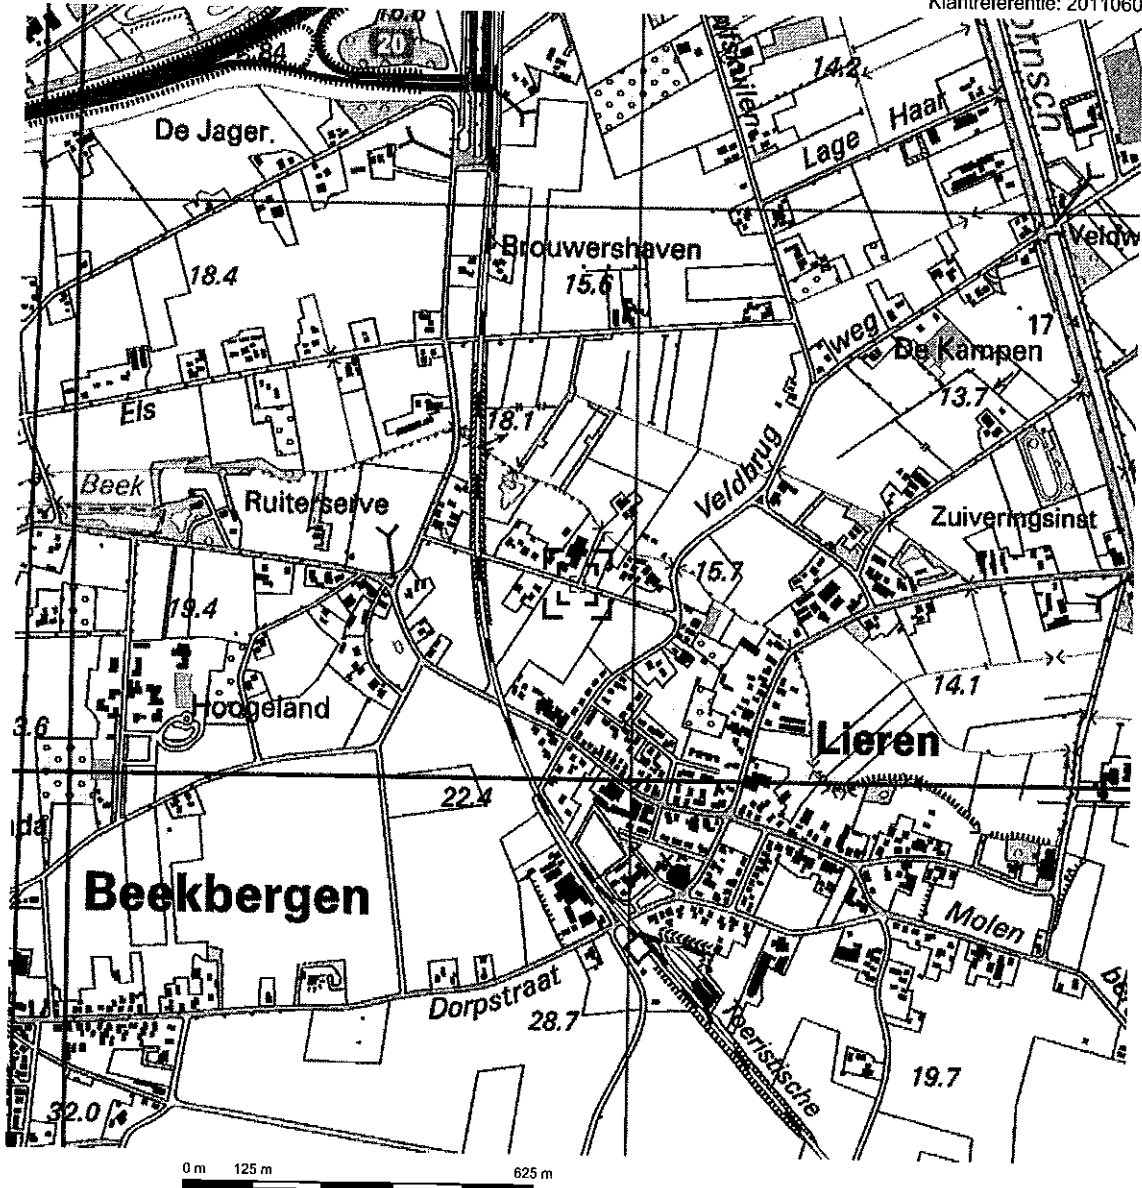 Klantreferentie: 2011060
20
14.2
De Jager.
Lage Haar
18.4
Brouwershaven
15.6
Veldw
17
weg
De Kampen
13.7
Els
18.1
Beek
Ruiterserve
Veldbrug
Zuiveringsinst
15.7
19.4
14.1
Hoogeland
3.6
Lieren
22.4
Beekbergen
Molen
Dorpstraat
28.7
Toeristische
19.7
32.0
0 m 125 m 625 m